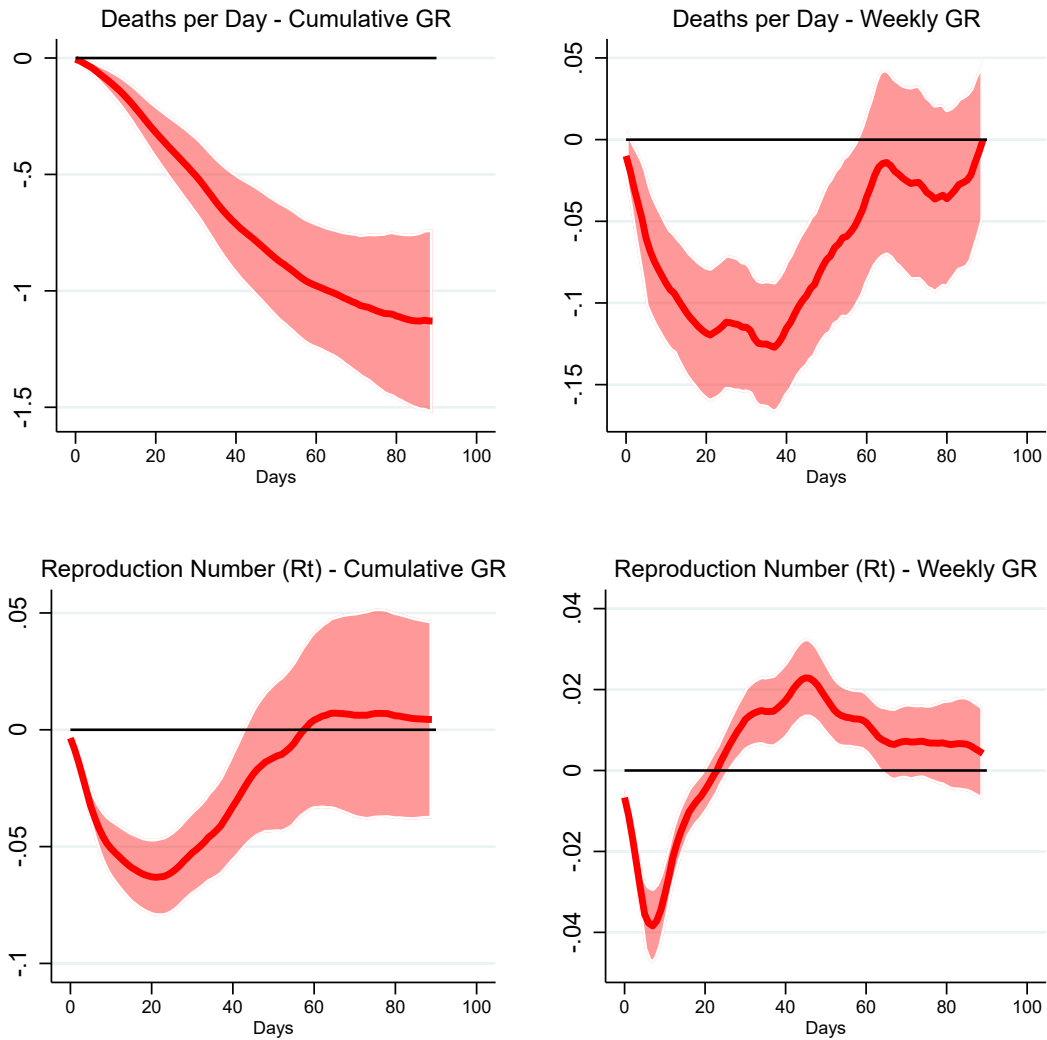 Deaths per Day - Cumulative GR
0
-.5
-1
-1.5
0 20 40 60 80 100
Days
Deaths per Day - Weekly GR
.05
0
-.05
-.1
-.15
0 20 40 60 80 100
Days
Reproduction Number (Rt) - Cumulative GR
.05
0
-.05
-.1
0 20 40 60 80 100
Days
Reproduction Number (Rt) - Weekly GR
.04
.02
0
-.02
-.04
0 20 40 60 80 100
Days